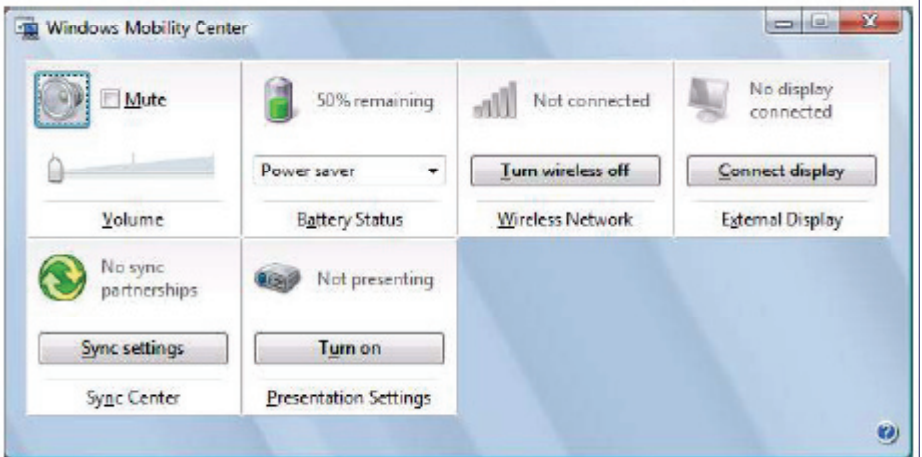 Windows Mobility Center
Mute
Volume
50% remaining
Power saver
Battery Status
Not connected
Turn wireless off
Wireless Network
No display
connected
Connect display
External Display
No sync
partnerships
Sync settings
Sync Center
Not presenting
Turn on
Presentation Settings